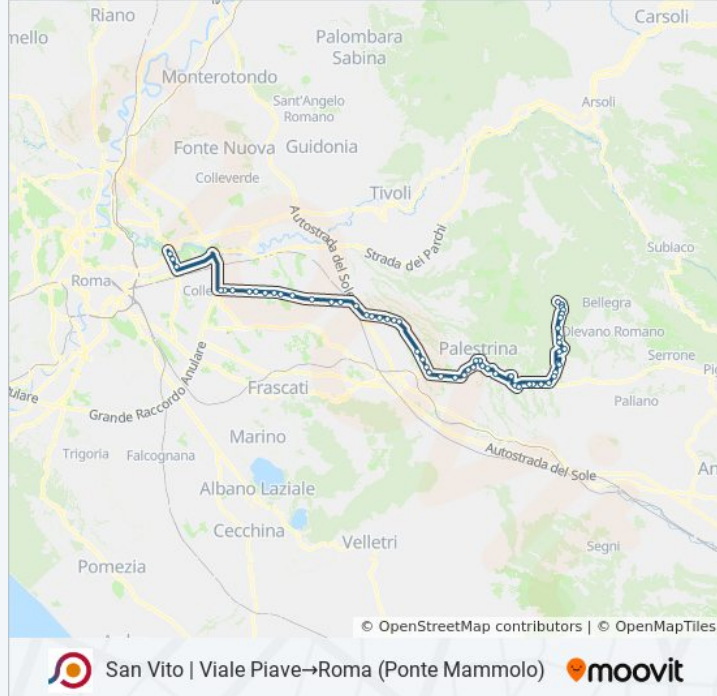 Riano
Carsoli
nello
Palombara
Sabina
Monterotondo
Sant'Angelo
Romano
Arsoli
Fonte Nuova
Guidonia
Colleverde
Tivoli
Autostrada del Sole
Strada dei Parchi
Subiaco
Roma
Colle
Bellegra
Olevano Romano
Palestrina
Serrone
Pig
Frascati
Paliano
Grande Raccordo Anulare
ulare
Marino
Trigoria
Falcognana
Autostrada del Sole
An
Albano Laziale
Cecchina
Velletri
Segni
Pomezia
© OpenStreetMap contributors | © OpenMapTiles
San Vito | Viale Piave→Roma (Ponte Mammolo)
moovit